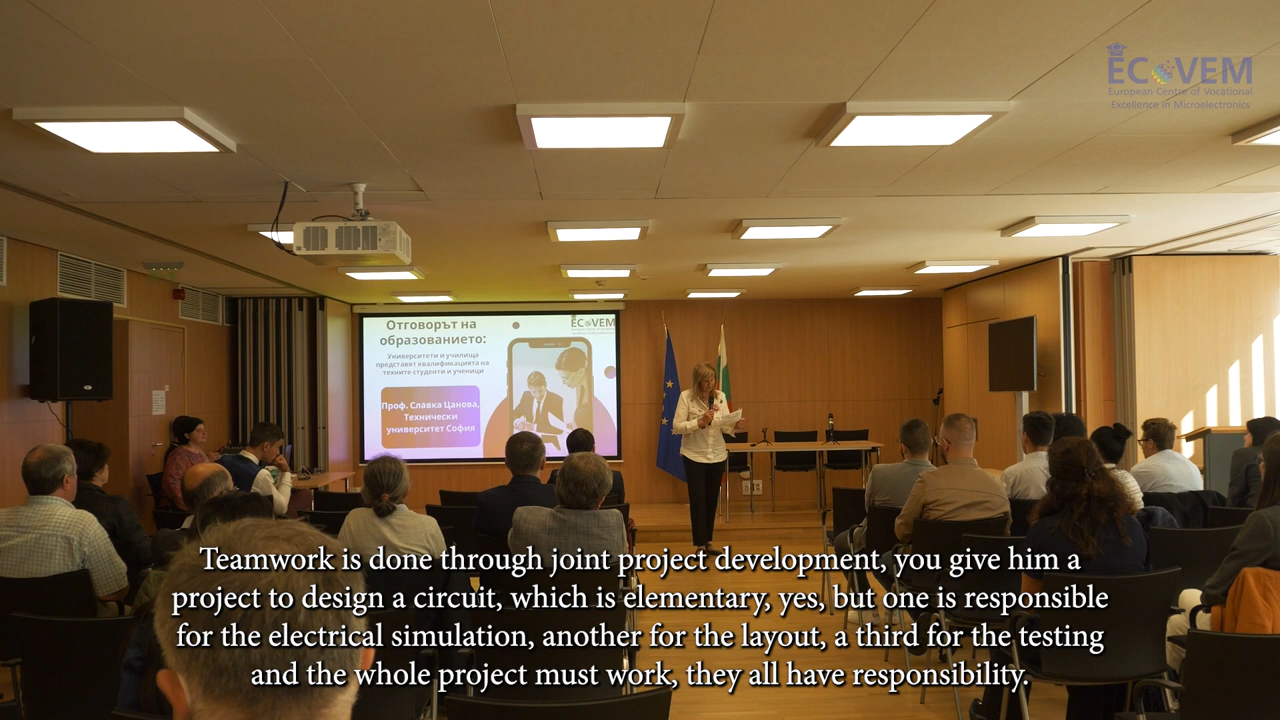 ECOVEM
European Centre of Vocational
Excellence in Microelectronics
Отговорът на
образованието:
ECOVEM
Университети и училища
представят квалификацията на
техните студенти и ученици
Проф. Славка Цанова,
Технически
университет София
Teamwork is done through joint project development, you give him a
project to design a circuit, which is elementary, yes, but one is responsible
for the electrical simulation, another for the layout, a third for the testing
and the whole project must work, they all have responsibility.